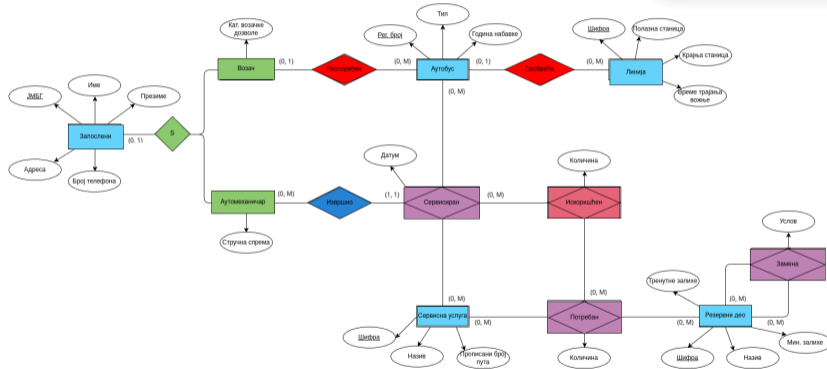 Тип
Кат. возачке
дозволе
Рег. број
Година набавке
Шифра
Полазна станица
Возач
(0, 1)
Распоређен
(0, M)
Аутобус
(0, 1)
(0, M)
Линија
Крајња станица
Време трајања
вожње
(0, M)
ЈМБГ
Име
Презиме
Запослени
(0. 1)
S
Адреса
Број телефона
Датум
Количина
Аутомеханичар
(0, M)
Извршио
(1, 1)
Сервисиран
(0, M)
Искоришћен
Стручна спрема
Услов
Замена
Тренутне залихе
(0, M)
(0, M)
(0, M)
Сервисна услуга
(0, M)
Потребан
(0, M)
Резервни део
(0, M)
Шифра
Назив
Прописани број
пута
Количина
Шифра
Назив
Мин. залихе